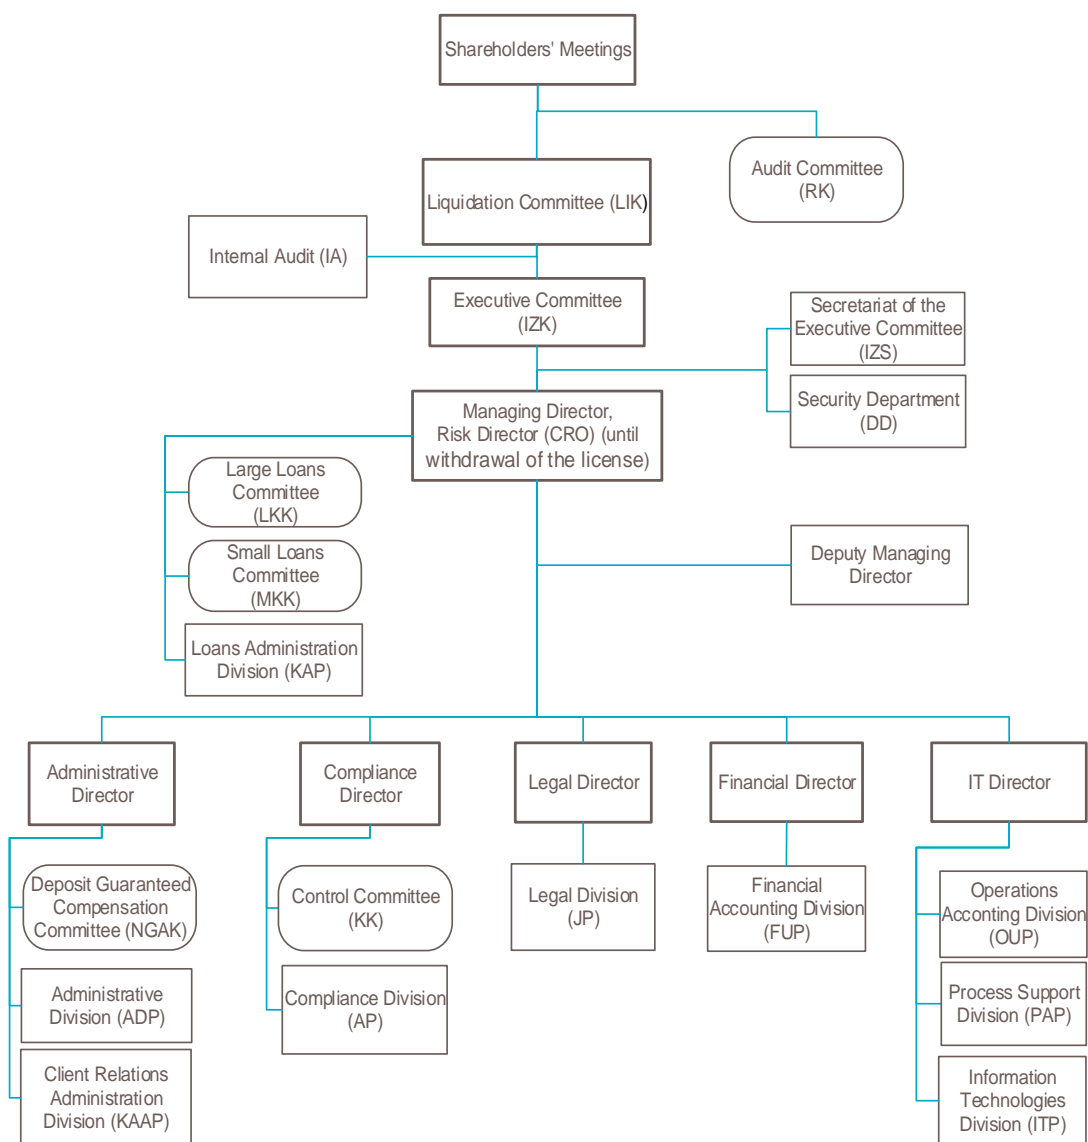 Shareholders' Meetings
Audit Committee
(RK)
Liquidation Committee (LIK)
Internal Audit (IA)
Executive Committee
(IZK)
Secretariat of the
Executive Committee
(IZS)
Security Department
(DD)
Managing Director,
Risk Director (CRO) (until
withdrawal of the license)
Large Loans
Committee
(LKK)
Small Loans
Committee
(MKK)
Loans Administration
Division (KAP)
Deputy Managing
Director
Administrative
Director
Compliance
Director
Legal Director
Financial Director
IT Director
Deposit Guaranteed
Compensation
Committee (NGAK)
Administrative
Division (ADP)
Client Relations
Administration
Division (KAAP)
Control Committee
(KK)
Compliance Division
(AP)
Legal Division
(JP)
Financial
Accounting Division
(FUP)
Operations
Acconting Division
(OUP)
Process Support
Division (PAP)
Information
Technologies
Division (ITP)